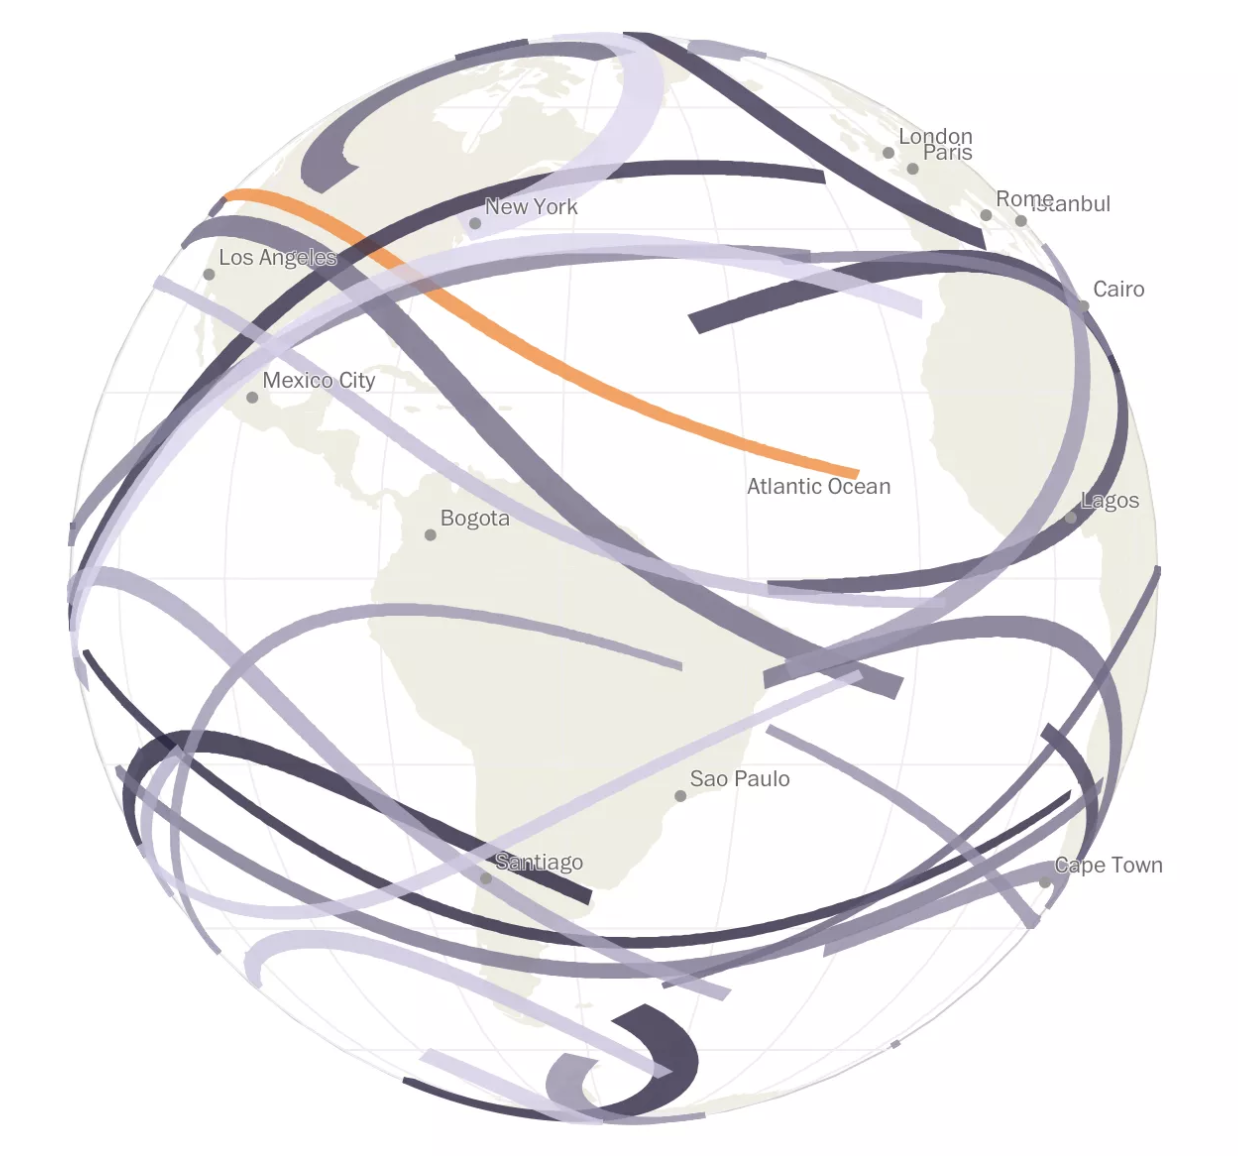 London
Paris
Rome
Istanbul
New York
Los Angeles
Cairo
Mexico City
Atlantic Ocean
Lagos
Bogota
Sao Paulo
Santiago
Cape Town